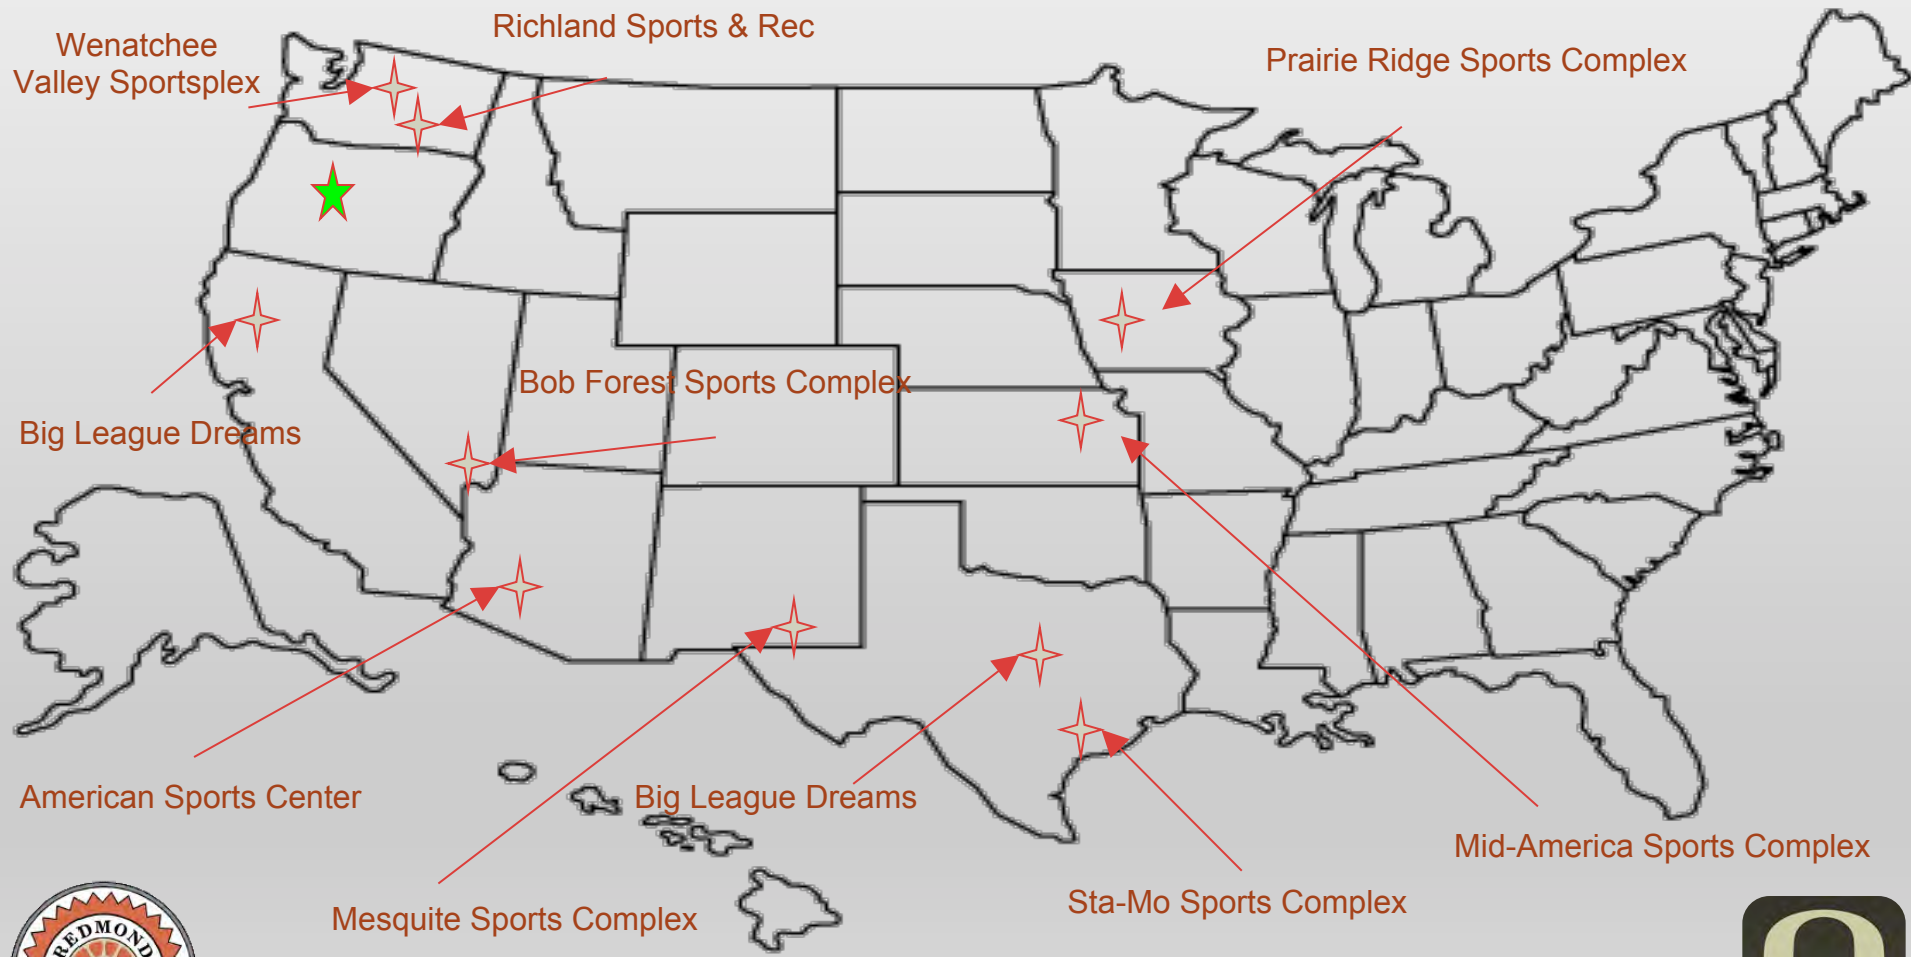 Richland Sports & Rec
Wenatchee
Valley Sportsplex
Prairie Ridge Sports Complex
Bob Forest Sports Complex
Big League Dreams
American Sports Center
Big League Dreams
Mid-America Sports Complex
Sta-Mo Sports Complex
Mesquite Sports Complex
REDMOND
O